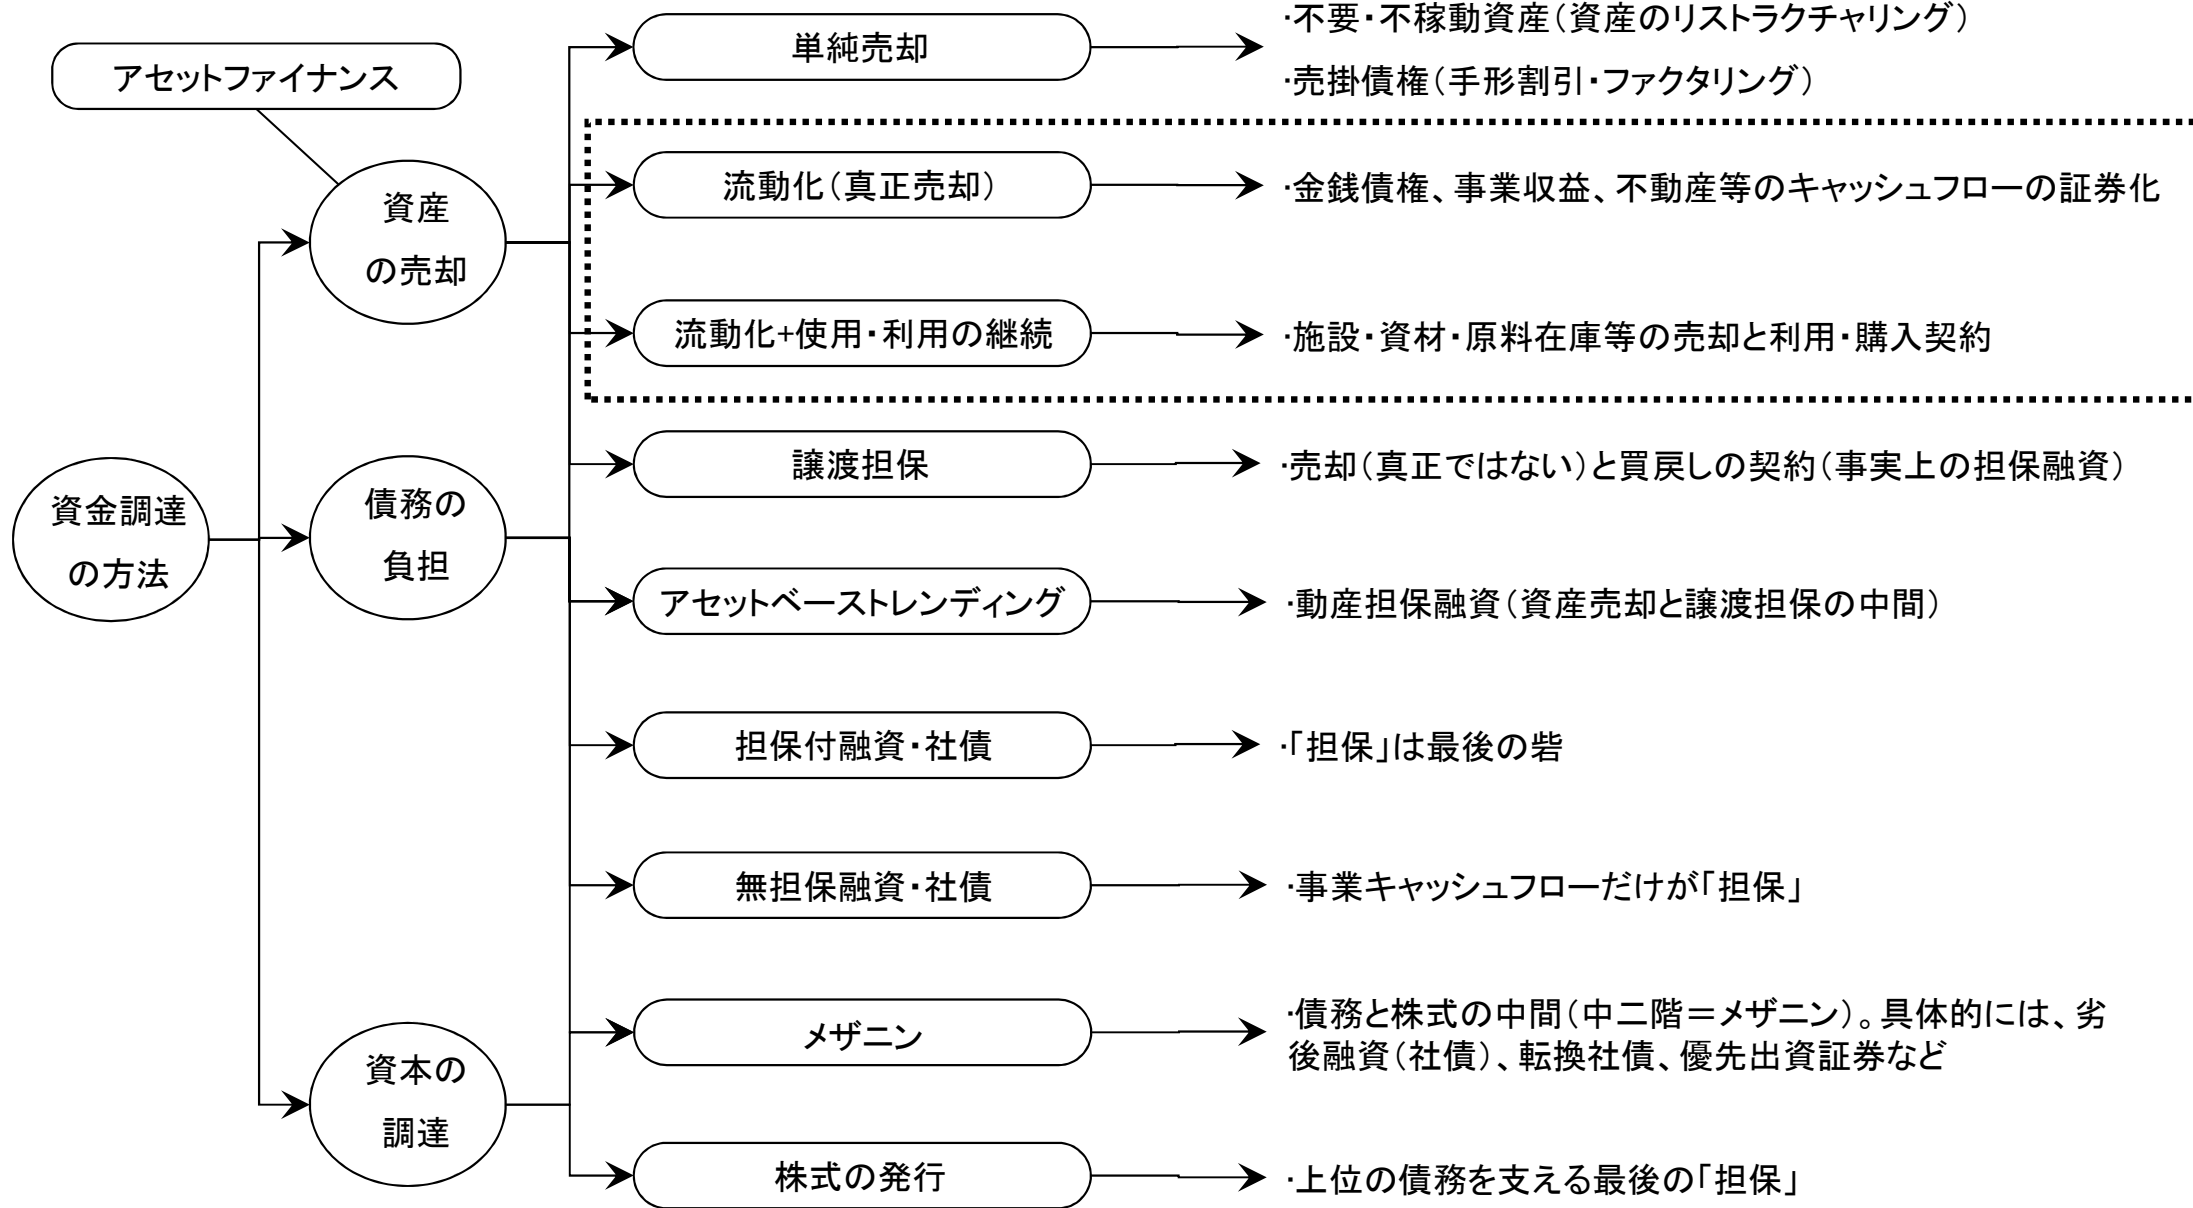 アセットファイナンス
資金調達
の方法
資産
の売却
債務の
負担
資本の
調達
単純売却
·不要・不稼動資産(資産のリストラクチャリング)
·売掛債権(手形割引・ファクタリング)
流動化(真正売却)
·金銭債権、事業収益、不動産等のキャッシュフローの証券化
流動化+使用・利用の継続
·施設・資材・原料在庫等の売却と利用・購入契約
譲渡担保
·売却(真正ではない)と買戻しの契約(事実上の担保融資)
アセットベーストレンディング
·動産担保融資(資産売却と譲渡担保の中間)
担保付融資・社債
·「担保」は最後の砦
無担保融資・社債
·事業キャッシュフローだけが「担保」
メザニン
·債務と株式の中間(中二階=メザニン)。具体的には、劣
後融資(社債)、転換社債、優先出資証券など
株式の発行
·上位の債務を支える最後の「担保」